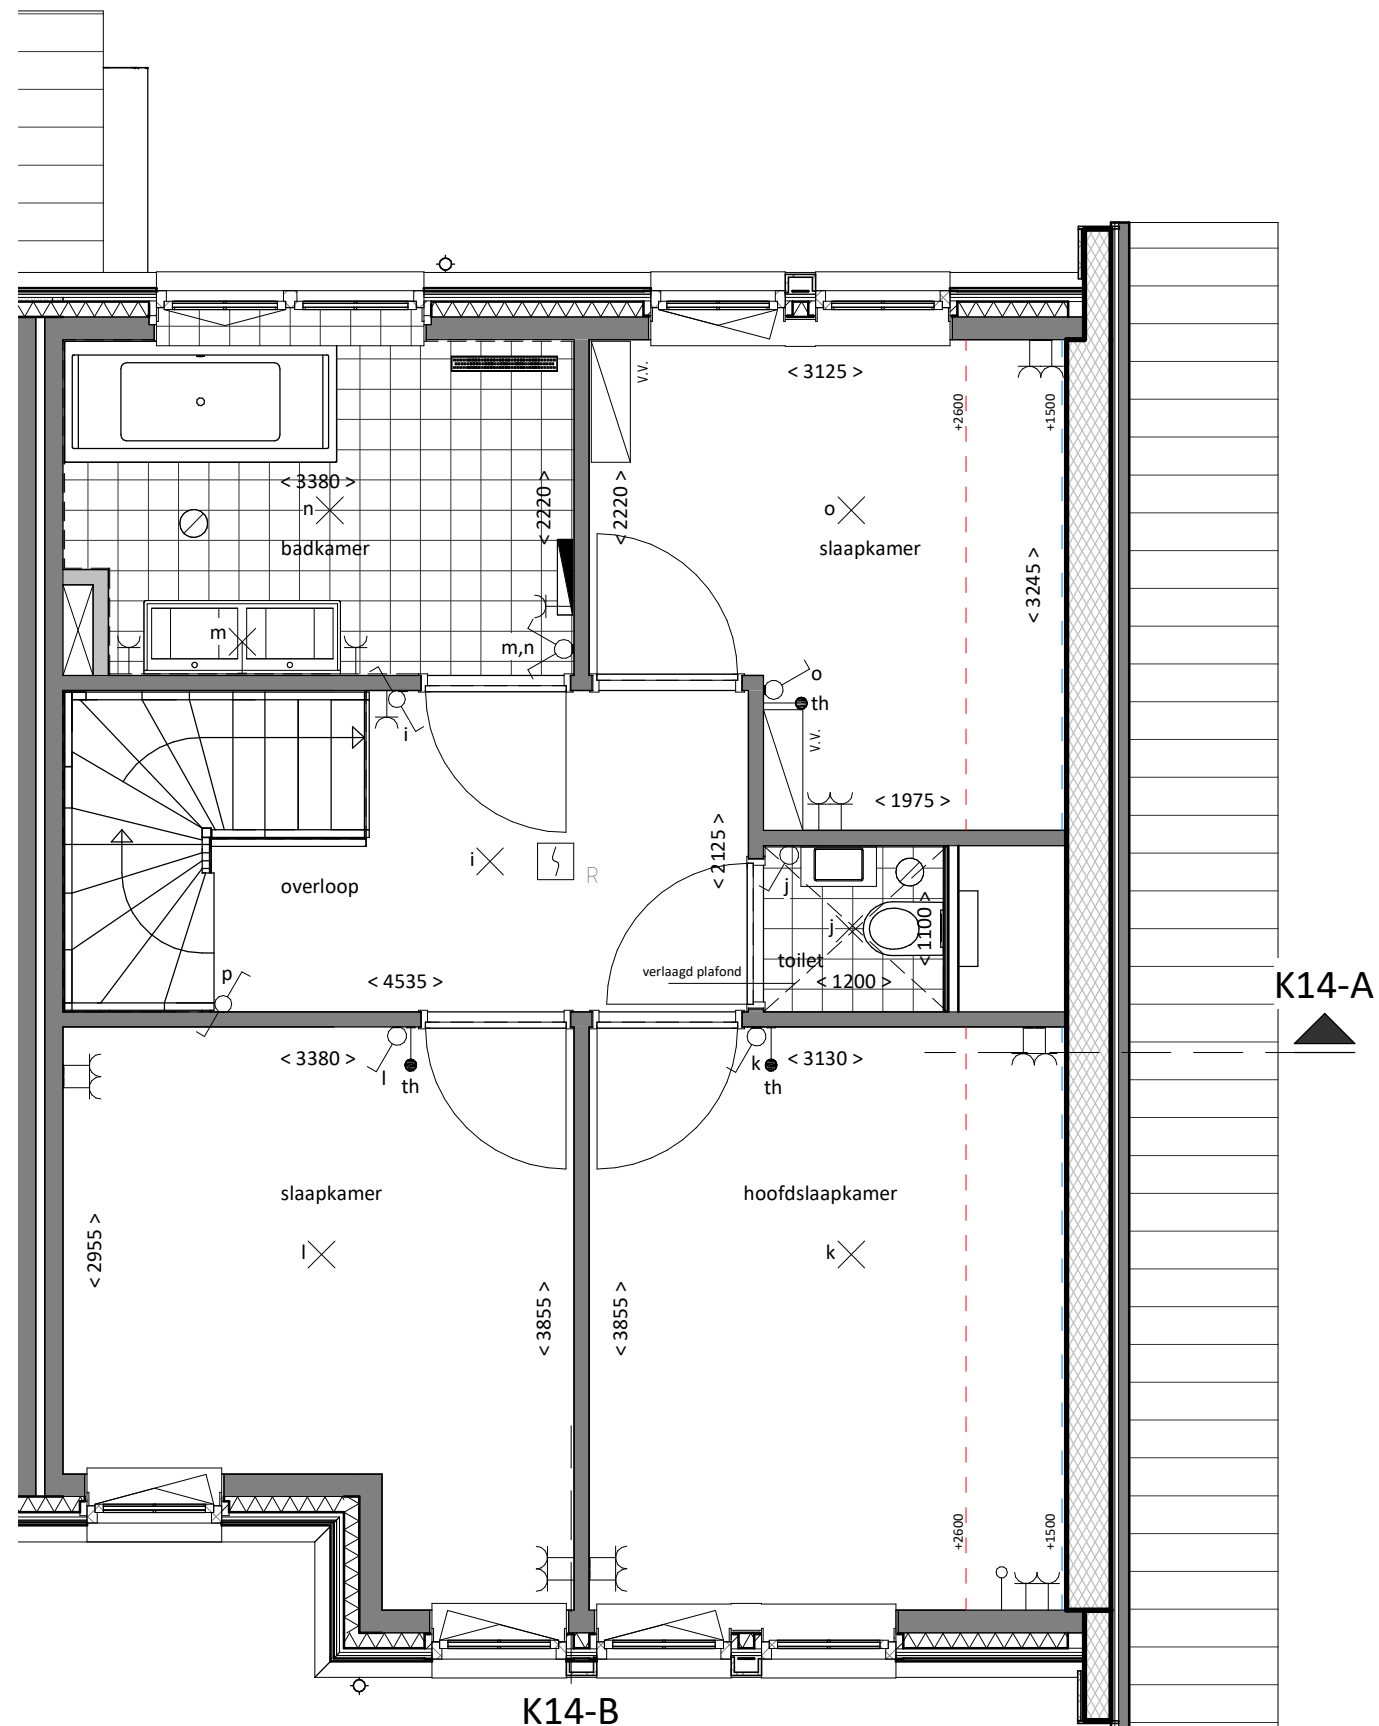 < 3125 >
V.V.
+2600
+1500
< 3380 >
n
badkamer
< 2220 >
< 2220 >
o
slaapkamer
< 3245 >
m
m,n
o
th
i
V.V.
< 1975 >
< 2125 >
i
R
overloop
j
j
< 1100 >
toilet
verlaagd plafond
< 1200 >
p
< 4535 >
K14-A
< 3380 >
l
th
k
th
< 3130 >
slaapkamer
hoofdslaapkamer
< 2955 >
l
k
< 3855 >
< 3855 >
+2600
+1500
K14-B